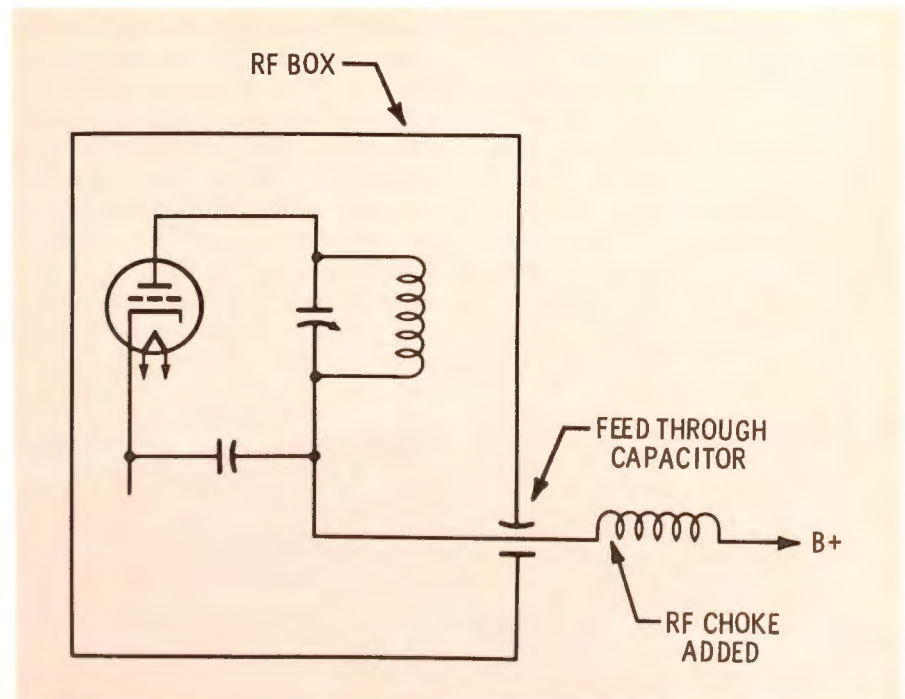 RF BOX
FEED THROUGH
CAPACITOR
B+
RF CHOKE
ADDED